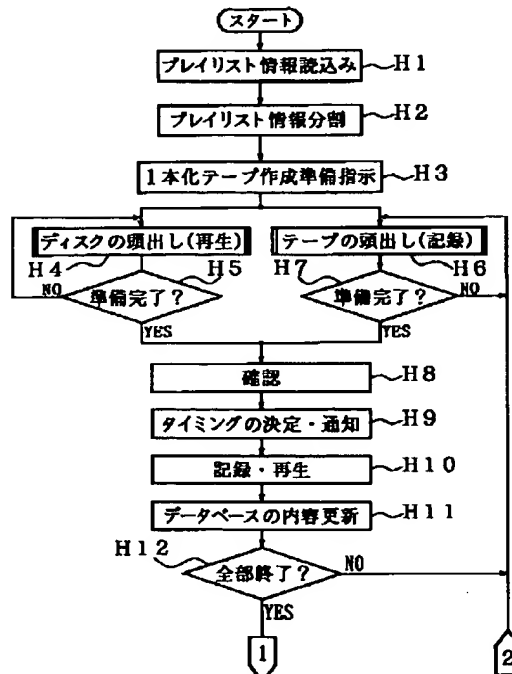 スタート
プレイリスト情報読込み H1
プレイリスト情報分割 H2
1本化テープ作成準備指示 H3
ディスクの頭出し(再生) テープの頭出し(記録)
H4 H5 H7 H6
NO 準備完了? 準備完了? NO
YES YES
確認 H8
タイミングの決定・通知 H9
記録・再生 H10
データベースの内容更新 H11
H12
全部終了? NO
YES
1 2